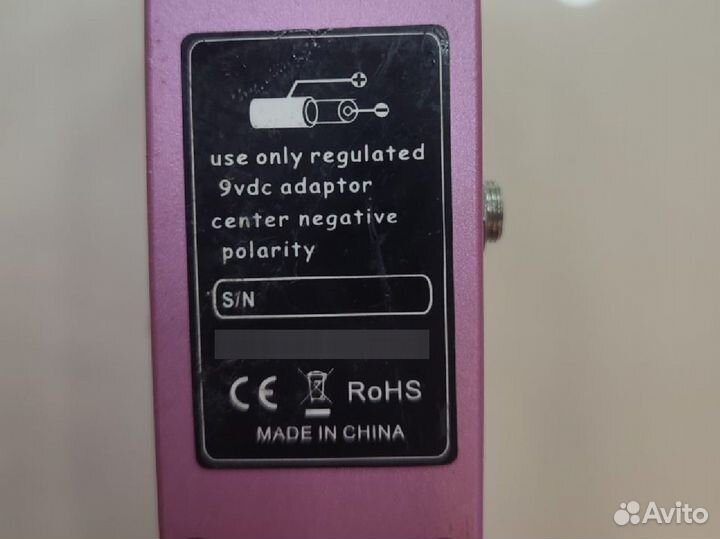 use only regulated
9vdc adaptor
center negative
polarity
S/N
CE RoHS
MADE IN CHINA
Avito